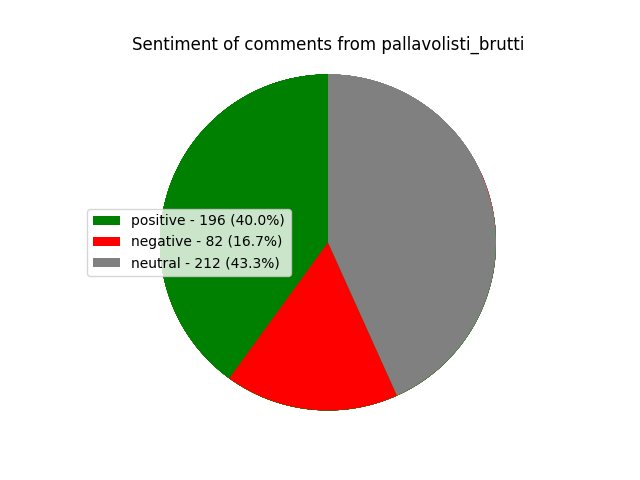 Sentiment of comments from pallavolisti_brutti
positive - 196 (40.0%)
negative - 82 (16.7%)
neutral - 212 (43.3%)